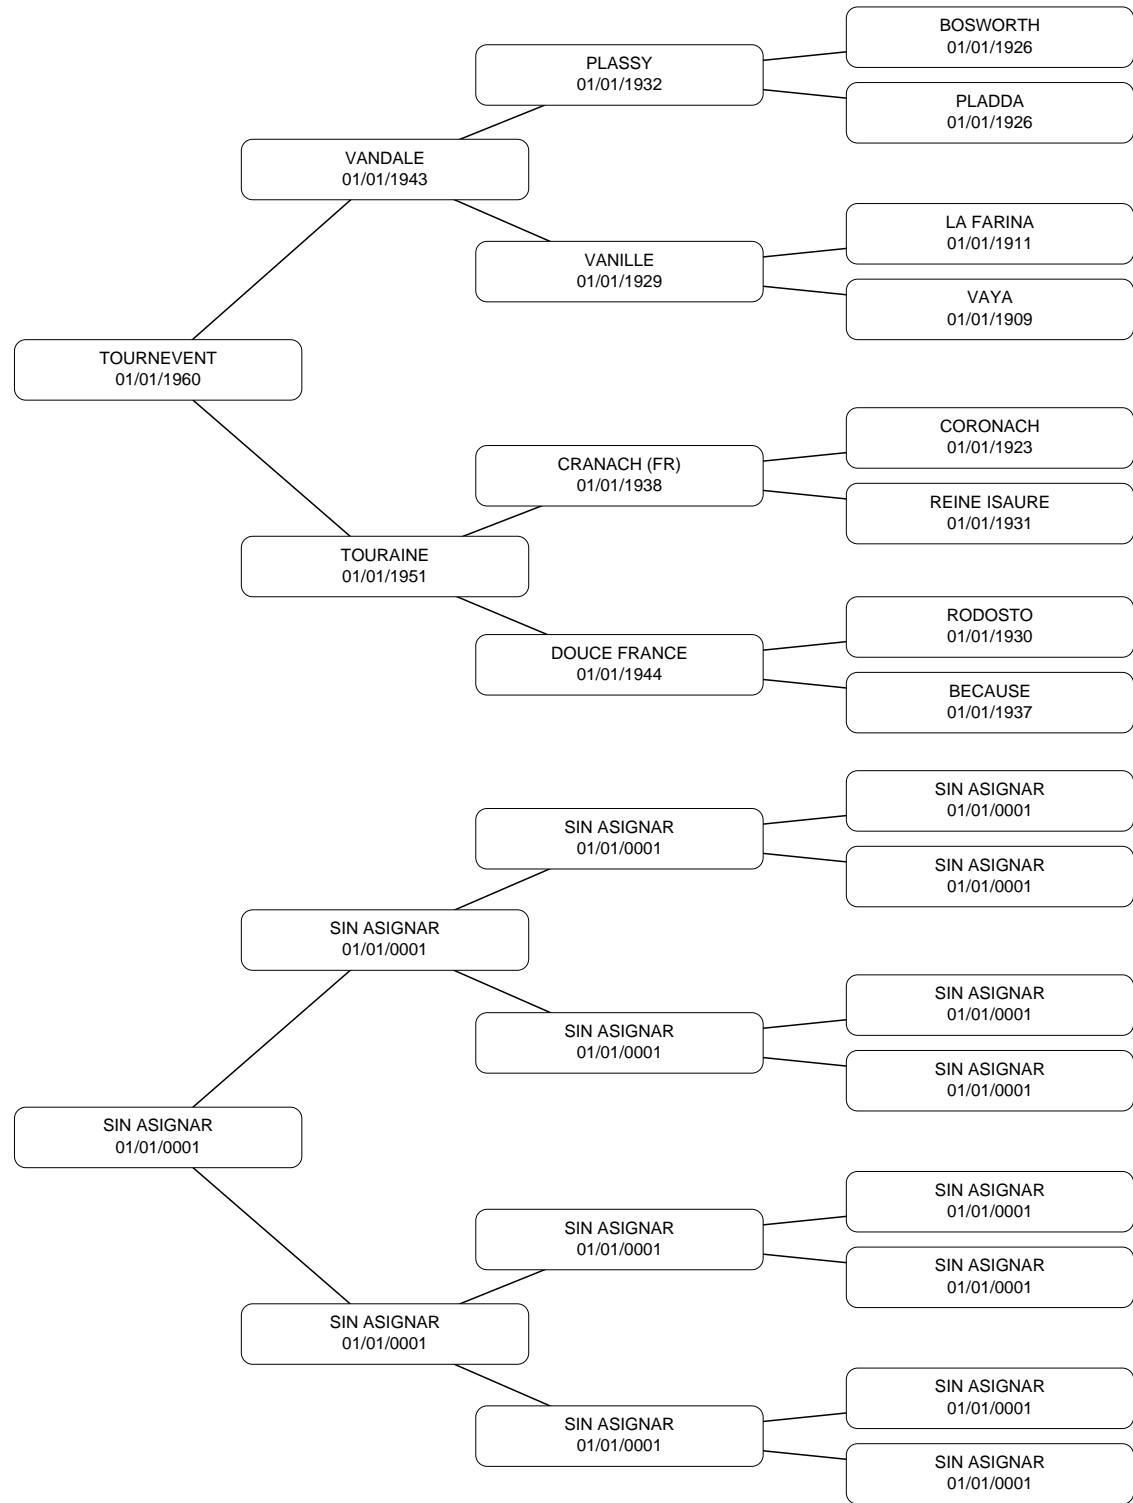 BOSWORTH
01/01/1926
PLASSY
01/01/1932
PLADDA
01/01/1926
VANDALE
01/01/1943
LA FARINA
01/01/1911
VANILLE
01/01/1929
VAYA
01/01/1909
TOURNEVENT
01/01/1960
CORONACH
01/01/1923
CRANACH (FR)
01/01/1938
REINE ISAURE
01/01/1931
TOURAINE
01/01/1951
RODOSTO
01/01/1930
DOUCE FRANCE
01/01/1944
BECAUSE
01/01/1937
SIN ASIGNAR
01/01/0001
SIN ASIGNAR
01/01/0001
SIN ASIGNAR
01/01/0001
SIN ASIGNAR
01/01/0001
SIN ASIGNAR
01/01/0001
SIN ASIGNAR
01/01/0001
SIN ASIGNAR
01/01/0001
SIN ASIGNAR
01/01/0001
SIN ASIGNAR
01/01/0001
SIN ASIGNAR
01/01/0001
SIN ASIGNAR
01/01/0001
SIN ASIGNAR
01/01/0001
SIN ASIGNAR
01/01/0001
SIN ASIGNAR
01/01/0001
SIN ASIGNAR
01/01/0001